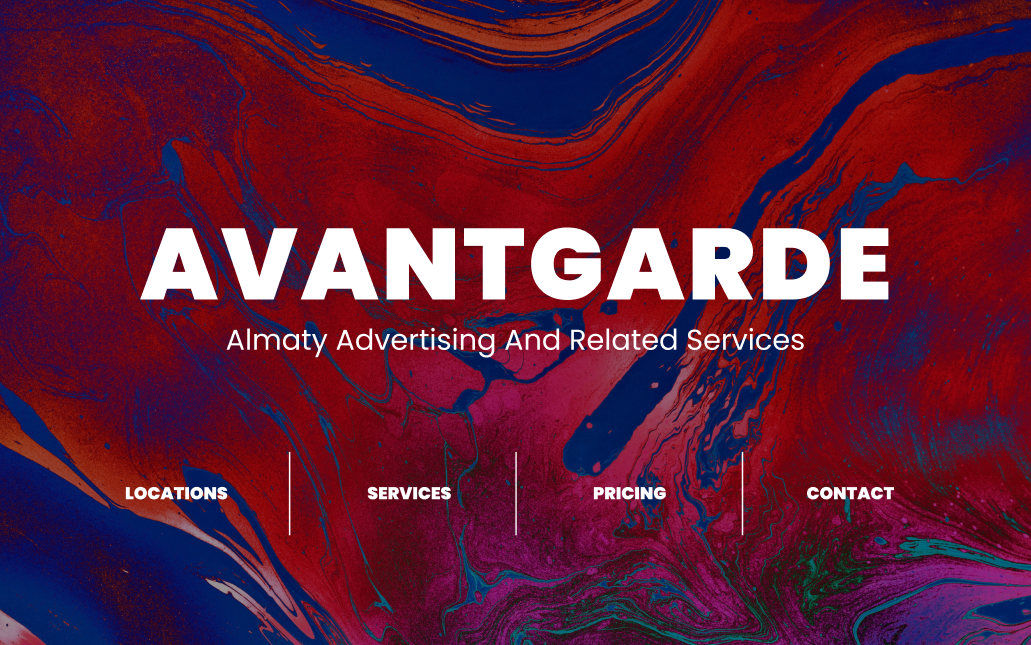 AVANTGARDE
Almaty Advertising And Related Services
LOCATIONS
SERVICES
PRICING
CONTACT